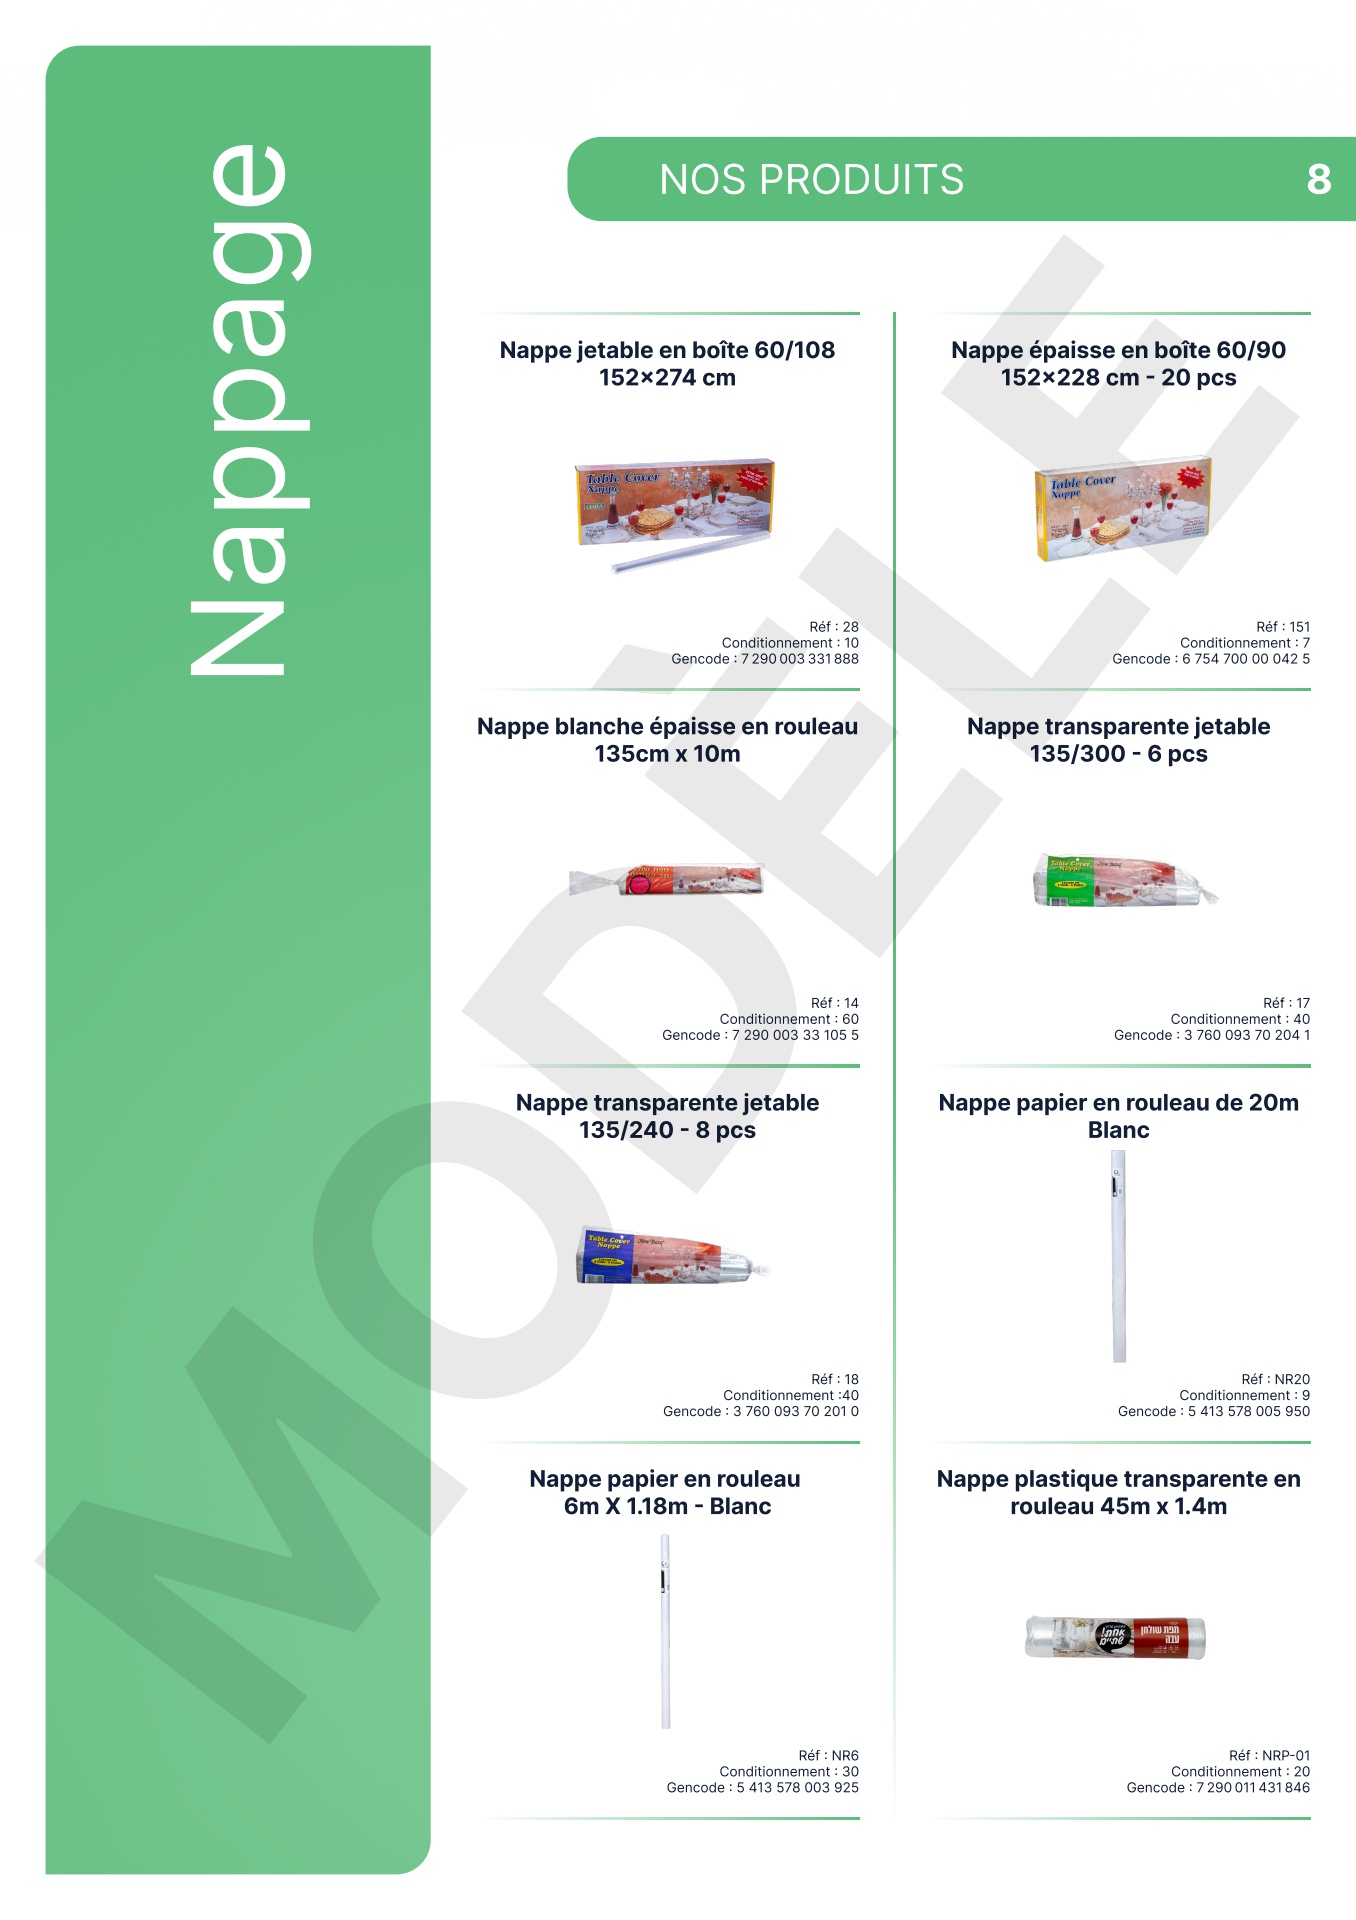 Nappage
NOS PRODUITS
8
Nappe jetable en boîte 60/108
152x274 cm
Table Cover
Nappe
Réf : 28
Conditionnement : 10
Gencode : 7 290 003 331 888
Nappe épaisse en boîte 60/90
152x228 cm - 20 pcs
Table Cover
Nappe
Réf : 151
Conditionnement : 7
Gencode : 6 754 700 00 042 5
Nappe blanche épaisse en rouleau
135cm x 10m
Réf : 14
Conditionnement : 60
Gencode : 7 290 003 33 105 5
Nappe transparente jetable
135/300 - 6 pcs
Table Cover
Nappe
Réf : 17
Conditionnement : 40
Gencode : 3 760 093 70 204 1
Nappe transparente jetable
135/240 - 8 pcs
Table Cover
Nappe
Réf : 18
Conditionnement :40
Gencode : 3 760 093 70 201 0
Nappe papier en rouleau de 20m
Blanc
Réf : NR20
Conditionnement : 9
Gencode : 5 413 578 005 950
Nappe papier en rouleau
6m X 1.18m - Blanc
Réf : NR6
Conditionnement : 30
Gencode : 5 413 578 003 925
Nappe plastique transparente en
rouleau 45m x 1.4m
אחת!
שתיים
מפת שולחן
עבה
Réf : NRP-01
Conditionnement : 20
Gencode : 7 290 011 431 846
MODÈLE